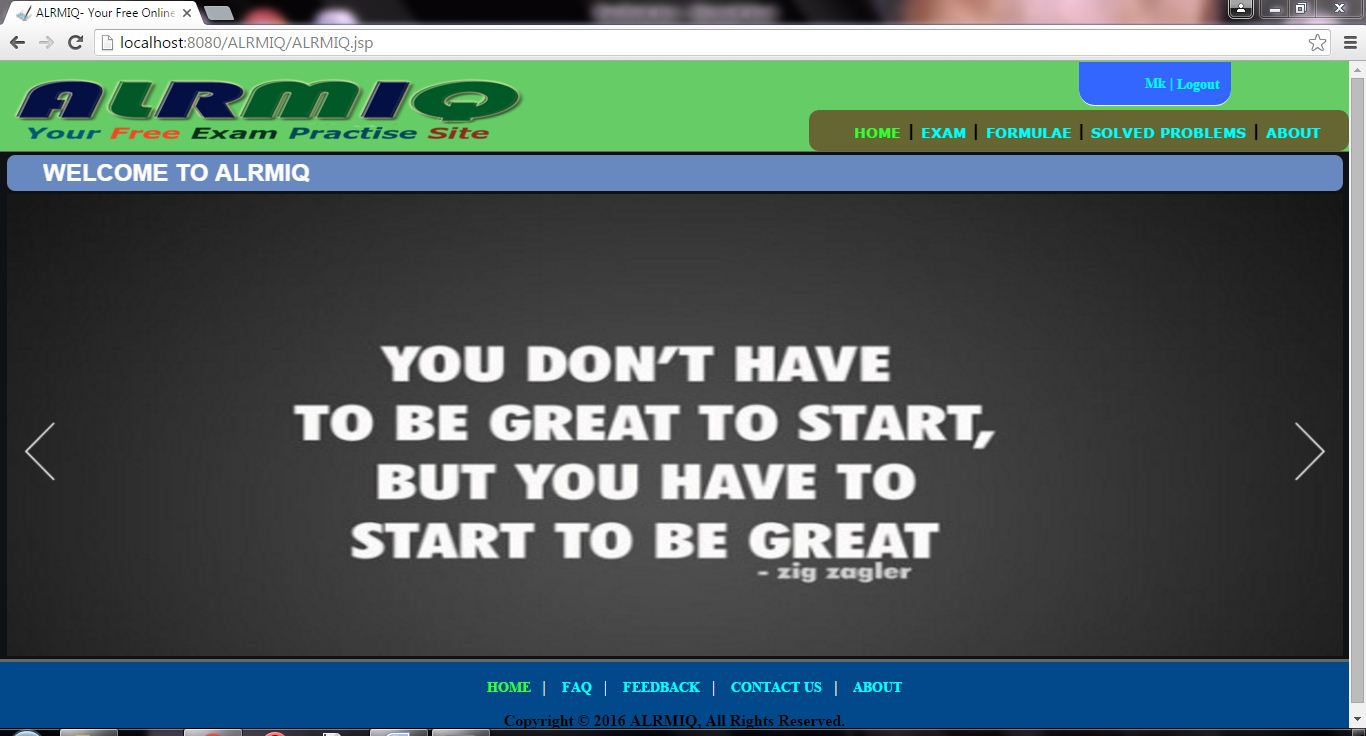 ALRMIQ- Your Free Online
localhost:8080/ALRMIQ/ALRMIQ.jsp
ALRMIQ
Your Free Exam Practise Site
Mk | Logout
HOME | EXAM | FORMULAE | SOLVED PROBLEMS | ABOUT
WELCOME TO ALRMIQ
YOU DON'T HAVE
TO BE GREAT TO START,
BUT YOU HAVE TO
START TO BE GREAT
- zig zagler
HOME | FAQ | FEEDBACK | CONTACT US | ABOUT
Copyright © 2016 ALRMIQ, All Rights Reserved.